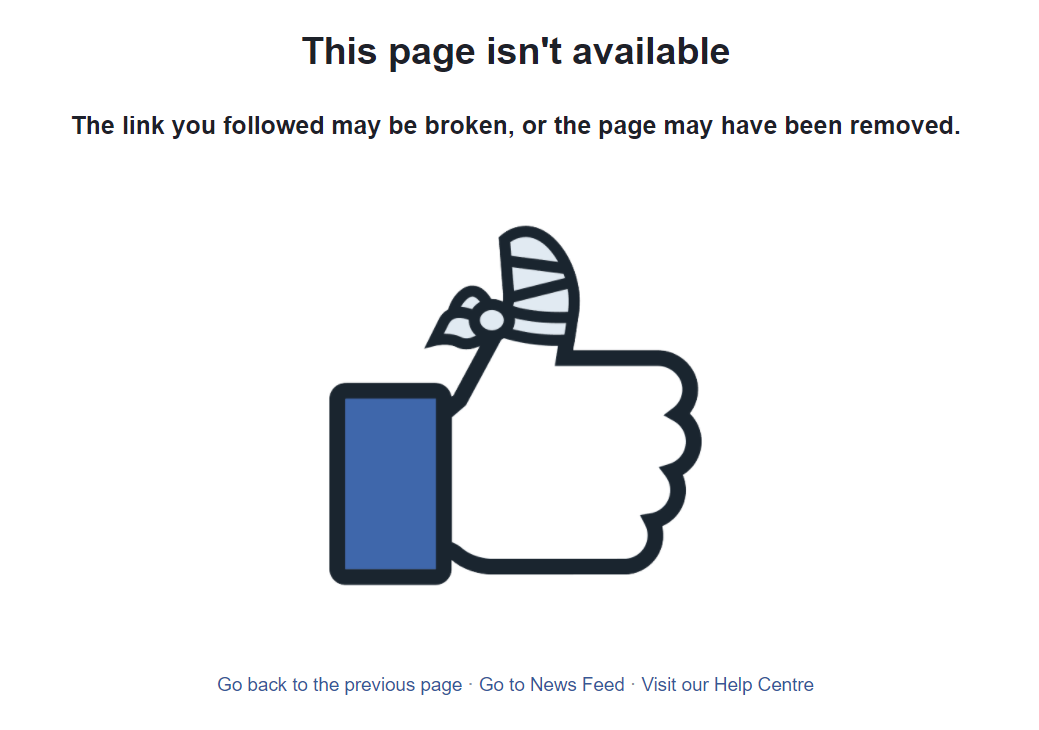 This page isn't available
The link you followed may be broken, or the page may have been removed.
Go back to the previous page · Go to News Feed · Visit our Help Centre